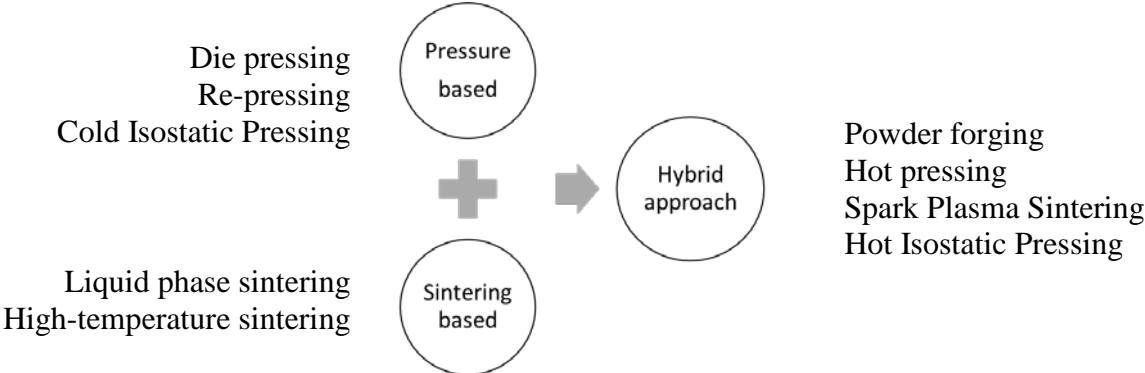 Die pressing
Re-pressing
Cold Isostatic Pressing
Pressure
based
Liquid phase sintering
High-temperature sintering
Sintering
based
Hybrid
approach
Powder forging
Hot pressing
Spark Plasma Sintering
Hot Isostatic Pressing